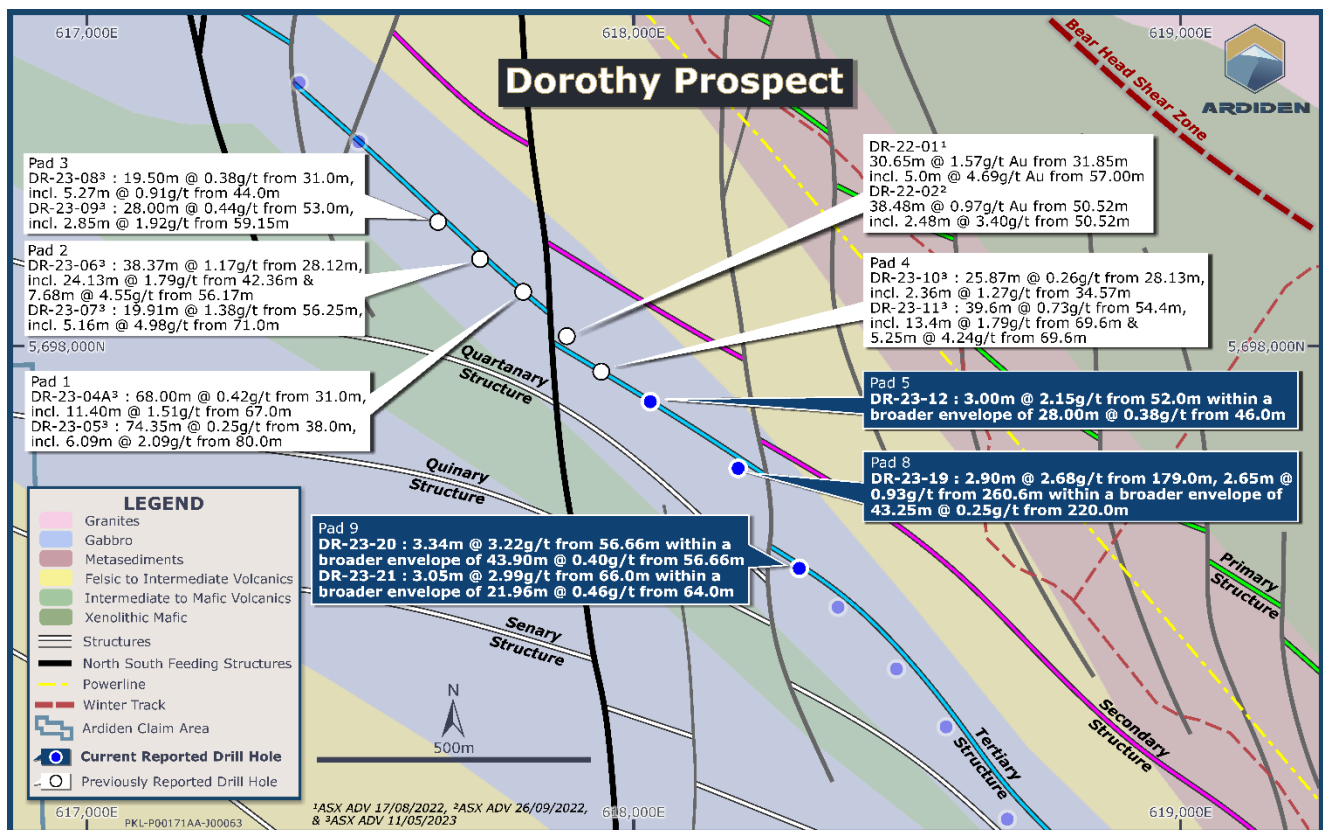 617,000E
618,000E
619,000E
Bear Head Shear Zone
ARDIDEN
Dorothy Prospect
Pad 3
DR-23-08³ : 19.50m @ 0.38g/t from 31.0m,
incl. 5.27m @ 0.91g/t from 44.0m
DR-23-09³ : 28.00m @ 0.44g/t from 53.0m,
incl. 2.85m @ 1.92g/t from 59.15m
DR-22-01¹
30.65m @ 1.57g/t Au from 31.85m
incl. 5.0m @ 4.69g/t Au from 57.00m
DR-22-02²
38.48m @ 0.97g/t Au from 50.52m
incl. 2.48m @ 3.40g/t from 50.52m
Pad 2
DR-23-06³ : 38.37m @ 1.17g/t from 28.12m,
incl. 24.13m @ 1.79g/t from 42.36m &
7.68m @ 4.55g/t from 56.17m
DR-23-07³ : 19.91m @ 1.38g/t from 56.25m,
incl. 5.16m @ 4.98g/t from 71.0m
Pad 4
DR-23-10³ : 25.87m @ 0.26g/t from 28.13m,
incl. 2.36m @ 1.27g/t from 34.57m
DR-23-11³ : 39.6m @ 0.73g/t from 54.4m,
incl. 13.4m @ 1.79g/t from 69.6m &
5.25m @ 4.24g/t from 69.6m
5,698,000N
5,698,000N
Quartanary
Structure
Pad 1
DR-23-04A³ : 68.00m @ 0.42g/t from 31.0m,
incl. 11.40m @ 1.51g/t from 67.0m
DR-23-05³ : 74.35m @ 0.25g/t from 38.0m,
incl. 6.09m @ 2.09g/t from 80.0m
Pad 5
DR-23-12 : 3.00m @ 2.15g/t from 52.0m within a
broader envelope of 28.00m @ 0.38g/t from 46.0m
Quinary
Structure
Pad 8
DR-23-19 : 2.90m @ 2.68g/t from 179.0m, 2.65m @
0.93g/t from 260.6m within a broader envelope of
43.25m @ 0.25g/t from 220.0m
Pad 9
DR-23-20 : 3.34m @ 3.22g/t from 56.66m within a
broader envelope of 43.90m @ 0.40g/t from 56.66m
DR-23-21 : 3.05m @ 2.99g/t from 66.0m within a
broader envelope of 21.96m @ 0.46g/t from 64.0m
Primary
Structure
Senary
Structure
Secondary
Structure
Tertiary
Structure
LEGEND
Granites
Gabbro
Metasediments
Felsic to Intermediate Volcanics
Intermediate to Mafic Volcanics
Xenolithic Mafic
Structures
North South Feeding Structures
Powerline
Winter Track
Ardiden Claim Area
Current Reported Drill Hole
Previously Reported Drill Hole
N
500m
¹ASX ADV 17/08/2022, ²ASX ADV 26/09/2022,
& ³ASX ADV 11/05/2023
617,000E
PKL-P00171AA-J00063
618,000E
619,000E